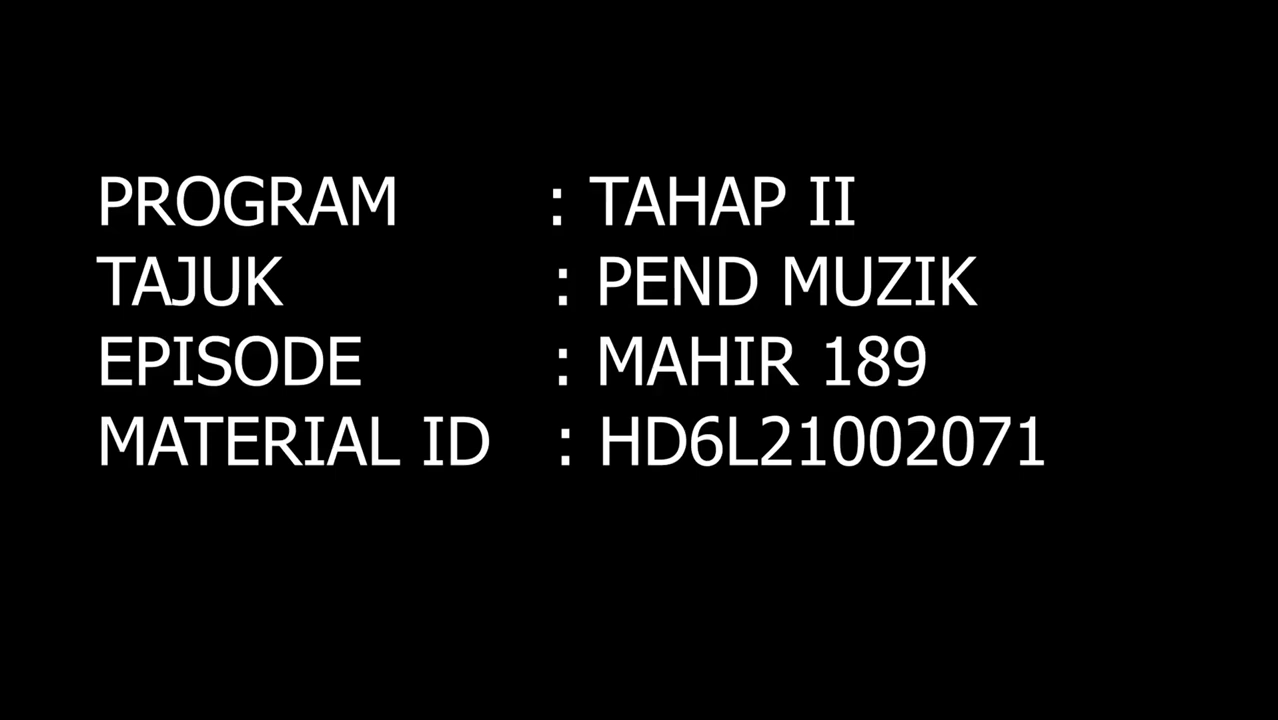 PROGRAM : TAHAP II
TAJUK : PEND MUZIK
EPISODE : MAHIR 189
MATERIAL ID : HD6L21002071